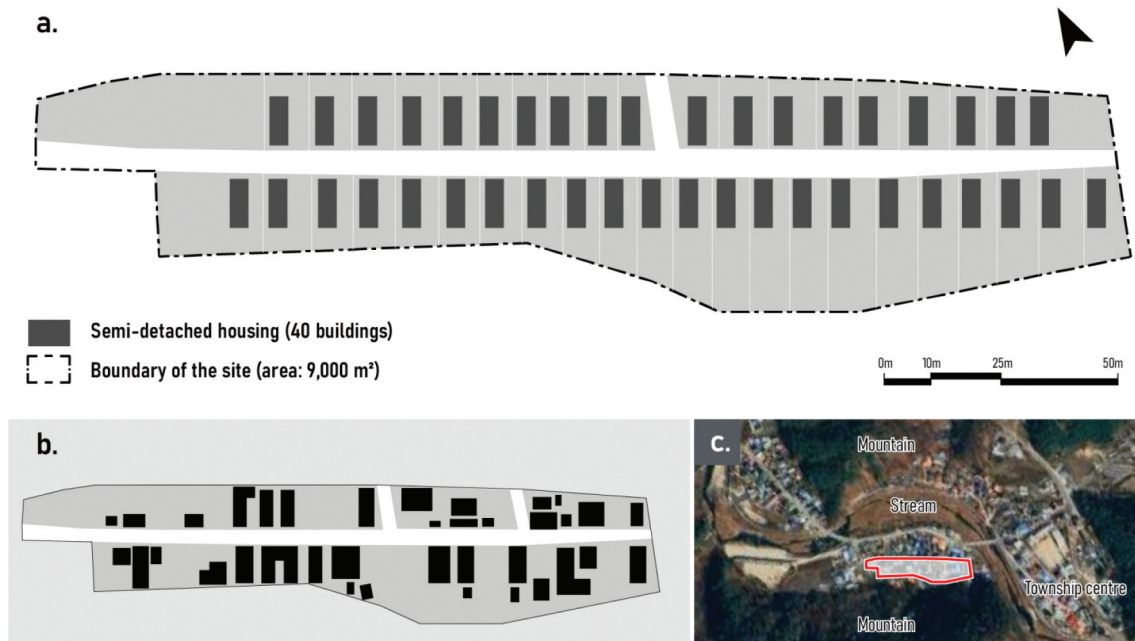 a.
Semi-detached housing (40 buildings)
Boundary of the site (area: 9,000 m²)
0m 10m 25m 50m
b.
c.
Mountain
Stream
Township centre
Mountain